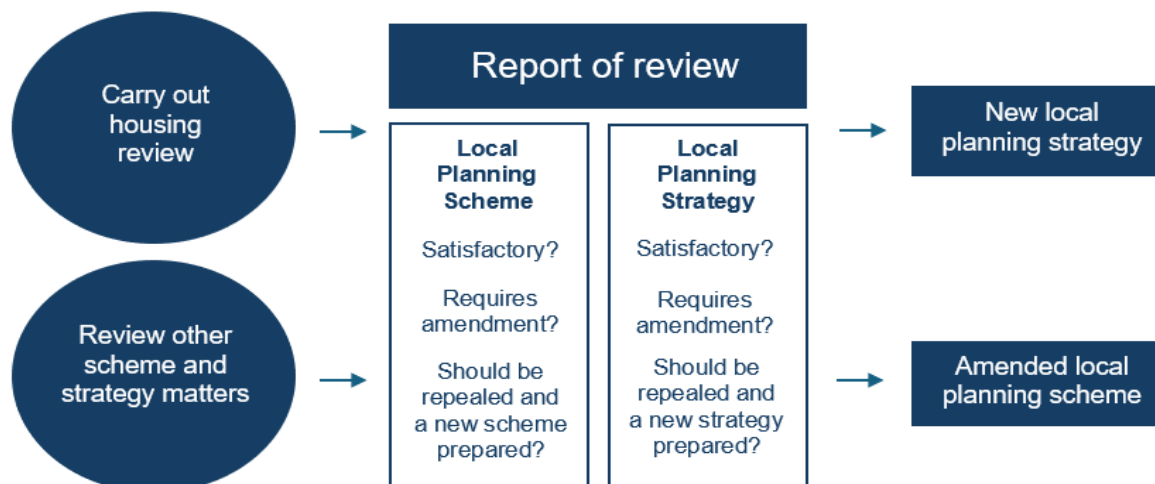 Carry out
housing
review
Review other
scheme and
strategy matters
Report of review
Local
Planning
Scheme
Satisfactory?
Requires
amendment?
Should be
repealed and
a new scheme
prepared?
Local
Planning
Strategy
Satisfactory?
Requires
amendment?
Should be
repealed and
a new strategy
prepared?
New local
planning strategy
Amended local
planning scheme